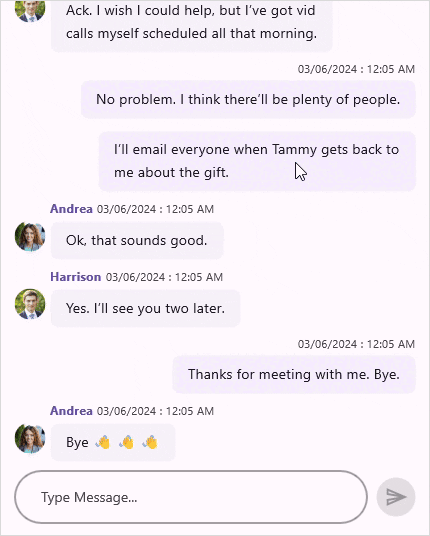 Ack. I wish I could help, but I've got vid
calls myself scheduled all that morning.
03/06/2024 : 12:05 AM
No problem. I think there'll be plenty of people.
I'll email everyone when Tammy gets back to
me about the gift.
Andrea 03/06/2024 : 12:05 AM
Ok, that sounds good.
Harrison 03/06/2024 : 12:05 AM
Yes. I'll see you two later.
03/06/2024 : 12:05 AM
Thanks for meeting with me. Bye.
Andrea 03/06/2024 : 12:05 AM
Bye 👋 👋 👋
Type Message...